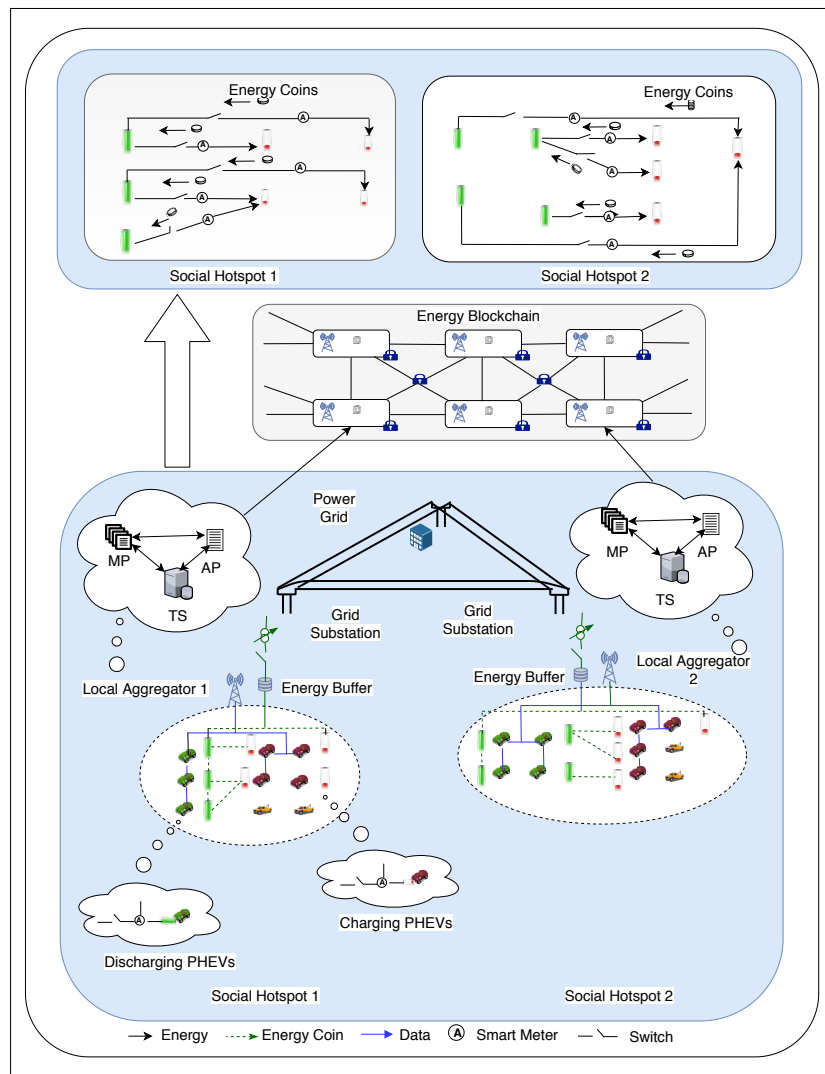 Energy Coins
Energy Coins
A
A
A
A
A
A
A
A
A
A
Social Hotspot 1
Social Hotspot 2
Energy Blockchain
Power
Grid
MP
AP
TS
MP
AP
TS
Grid
Substation
Grid
Substation
Local Aggregator 1
Energy Buffer
Energy Buffer
Local Aggregator
2
A
Charging PHEVs
A
Discharging PHEVs
Social Hotspot 1
Social Hotspot 2
Energy
Energy Coin
Data
A
Smart Meter
Switch